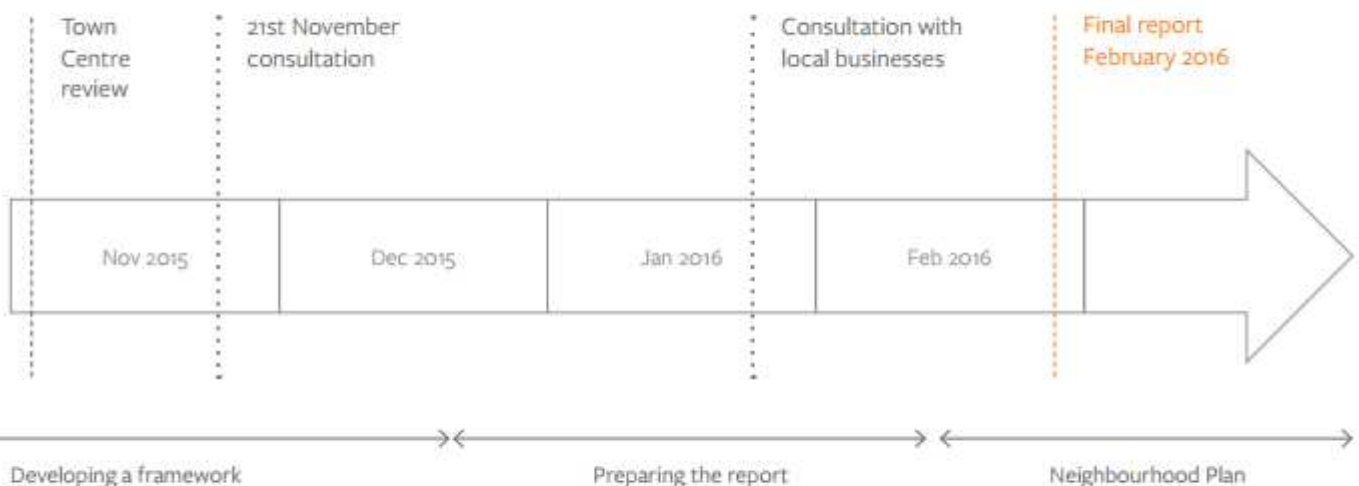 Town
Centre
review
21st November
consultation
Consultation with
local businesses
Final report
February 2016
Nov 2015
Dec 2015
Jan 2016
Feb 2016
Developing a framework
Preparing the report
Neighbourhood Plan